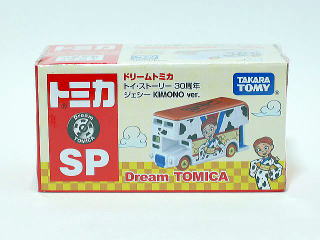 トミカ
Dream
TOMICA
SP
ドリームトミカ
トイ・ストーリー 30周年
ジェシー KIMONO ver.
TAKARA
TOMY
Dream TOMICA